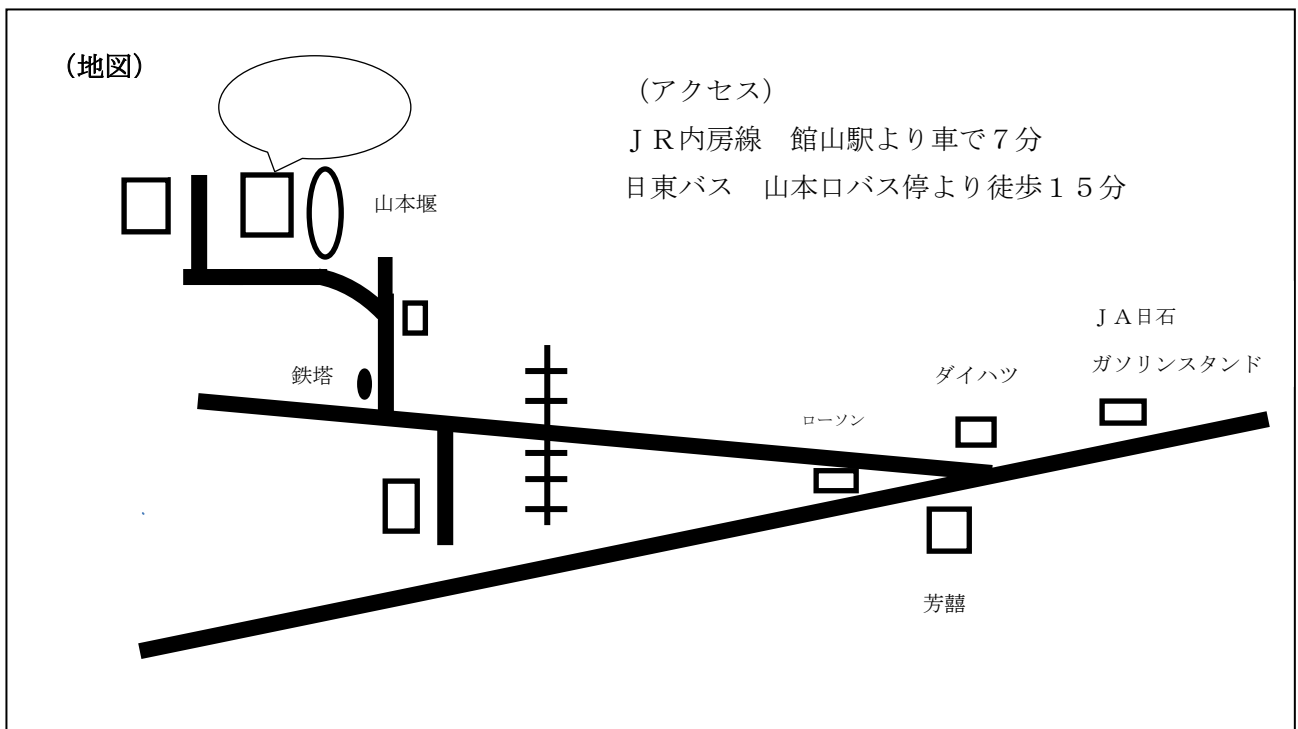 （地図）
（アクセス）
ＪＲ内房線　館山駅より車で７分
日東バス　山本口バス停より徒歩１５分
山本堰
ＪＡ日石
ガソリンスタンド
ダイハツ
鉄塔
ローソン
芳囍